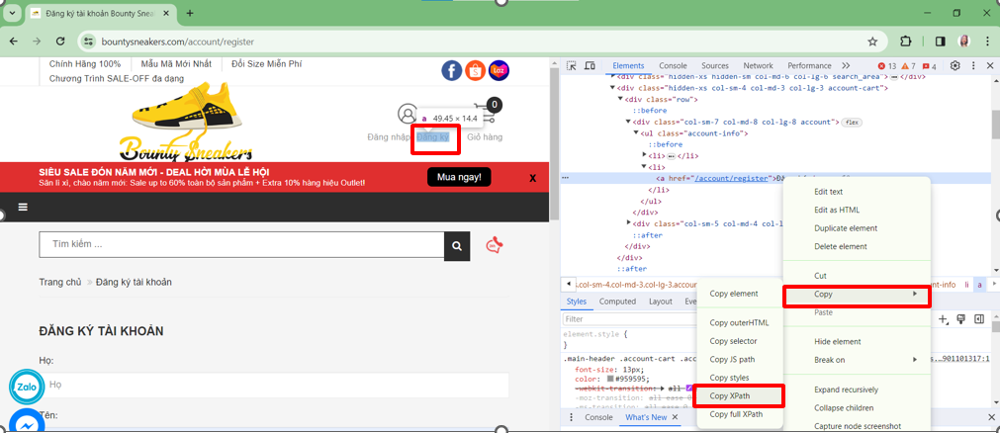 Đăng ký tài khoản Bounty Snea
bountysneakers.com/account/register
Chính Hãng 100%
Mẫu Mã Mới Nhất
Đổi Size Miễn Phí
Chương Trình SALE-OFF đa dạng
Bounty Sneakers
a 49.45 × 14.4
0
Đăng nhập
Đăng ký
Giỏ hàng
SIÊU SALE ĐÓN NĂM MỚI - DEAL HỜI MÙA LỄ HỘI
Săn lì xì, chào năm mới: Sale up to 60% toàn bộ sản phẩm + Extra 10% hàng hiệu Outlet!
Mua ngay!
X
Tìm kiếm ...
Trang chủ » Đăng ký tài khoản
ĐĂNG KÝ TÀI KHOẢN
Họ:
Họ
Zalo
Tên:
Elements
Console
Sources
Network
Performance
»
13
7
4
<div class="hidden-xs hidden-sm col-md-6 col-lg-6 search_area"> </div>
<div class="hidden-xs col-sm-4 col-md-3 col-lg-3 account-cart">
<div class="row">
::before
<div class="col-sm-7 col-md-8 col-lg-8 account"> flex
<ul class="account-info">
::before
<li> </li>
<li>
<a href="/account/register">Đă
</li>
</ul>
</div>
<div class="col-sm-5 col-md-4 col-l
::after
</div>
</div>
::after
.col-sm-4.col-md-3.col-lg-3.accou
nt-info
li
a
Styles
Computed
Layout
Even
Filter
element.style {
}
.main-header .account-cart .acc
s...901101317:1
font-size: 13px;
color: #959595;
-webkit-transition: all
-moz-transition: all ease 0
Console
What's New
Edit text
Edit as HTML
Duplicate element
Delete element
Cut
Copy
Paste
Hide element
Break on
Expand recursively
Collapse children
Capture node screenshot
Copy element
Copy outerHTML
Copy selector
Copy JS path
Copy styles
Copy XPath
Copy full XPath